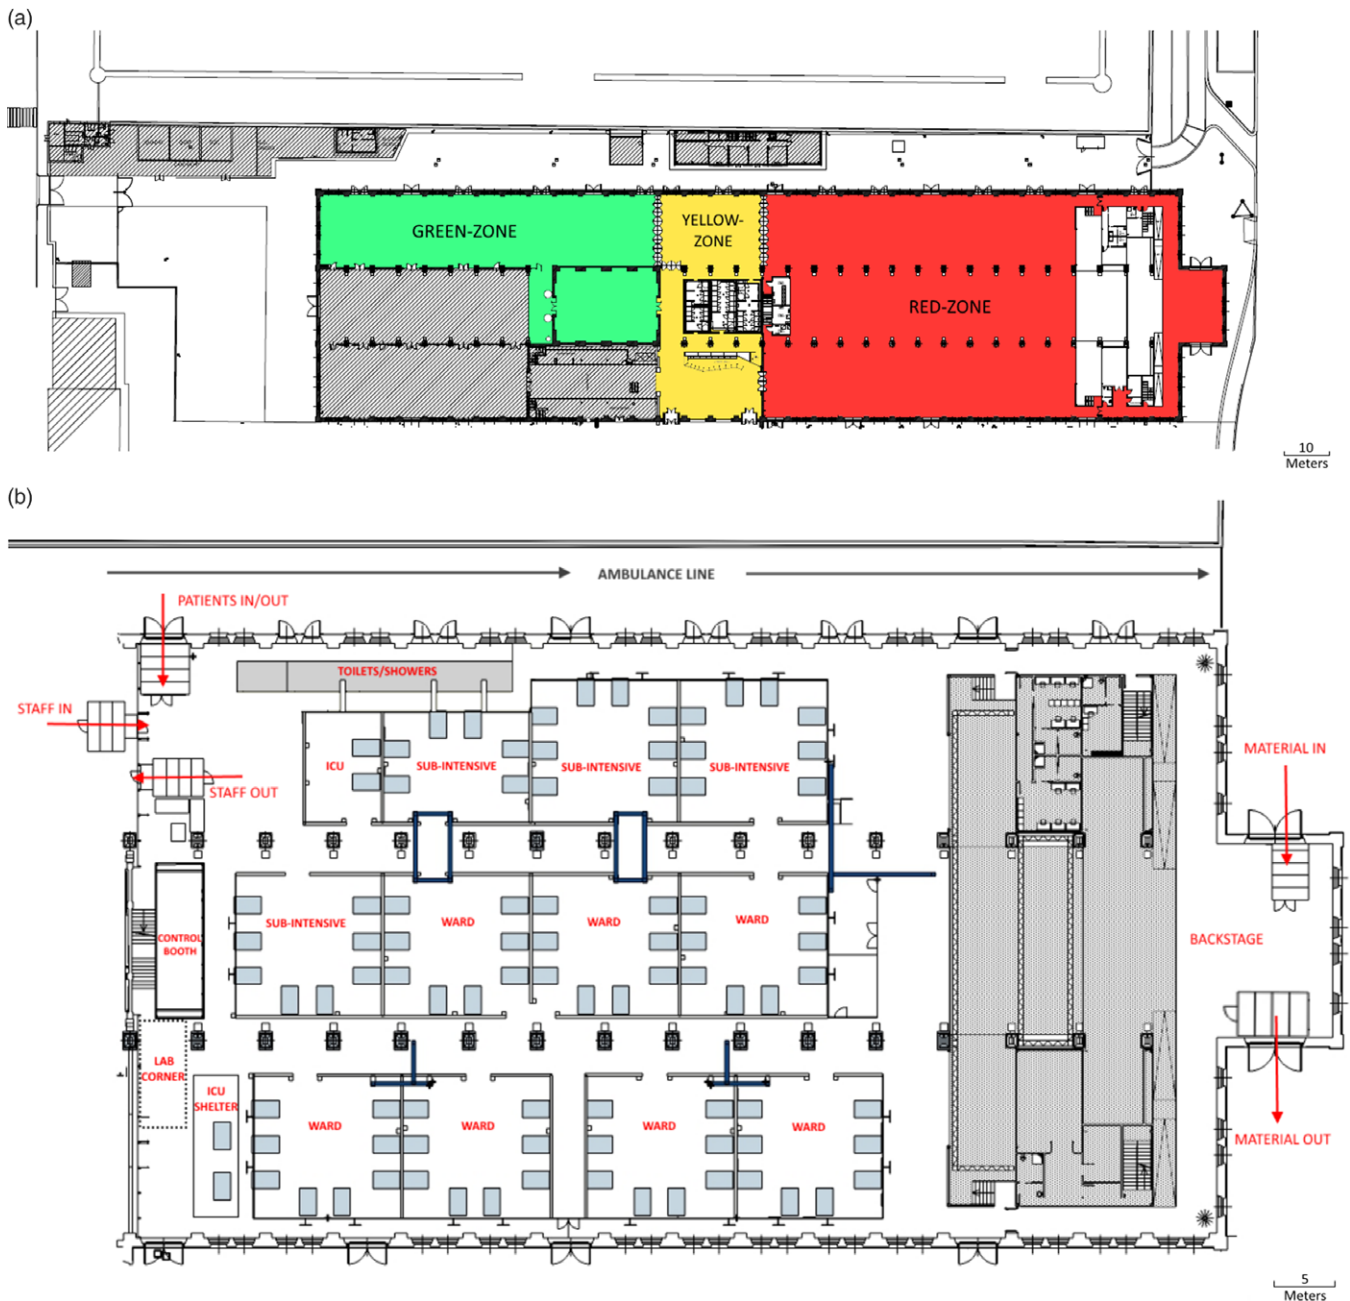 (a)
GREEN-ZONE
YELLOW-
ZONE
RED-ZONE
10
Meters
(b)
AMBULANCE LINE
PATIENTS IN/OUT
TOILETS/SHOWERS
STAFF IN
MATERIAL IN
ICU
SUB-INTENSIVE
SUB-INTENSIVE
SUB-INTENSIVE
STAFF OUT
SUB-INTENSIVE
WARD
WARD
WARD
CONTROL
BOOTH
BACKSTAGE
LAB
CORNER
ICU
SHELTER
WARD
WARD
WARD
WARD
MATERIAL OUT
5
Meters